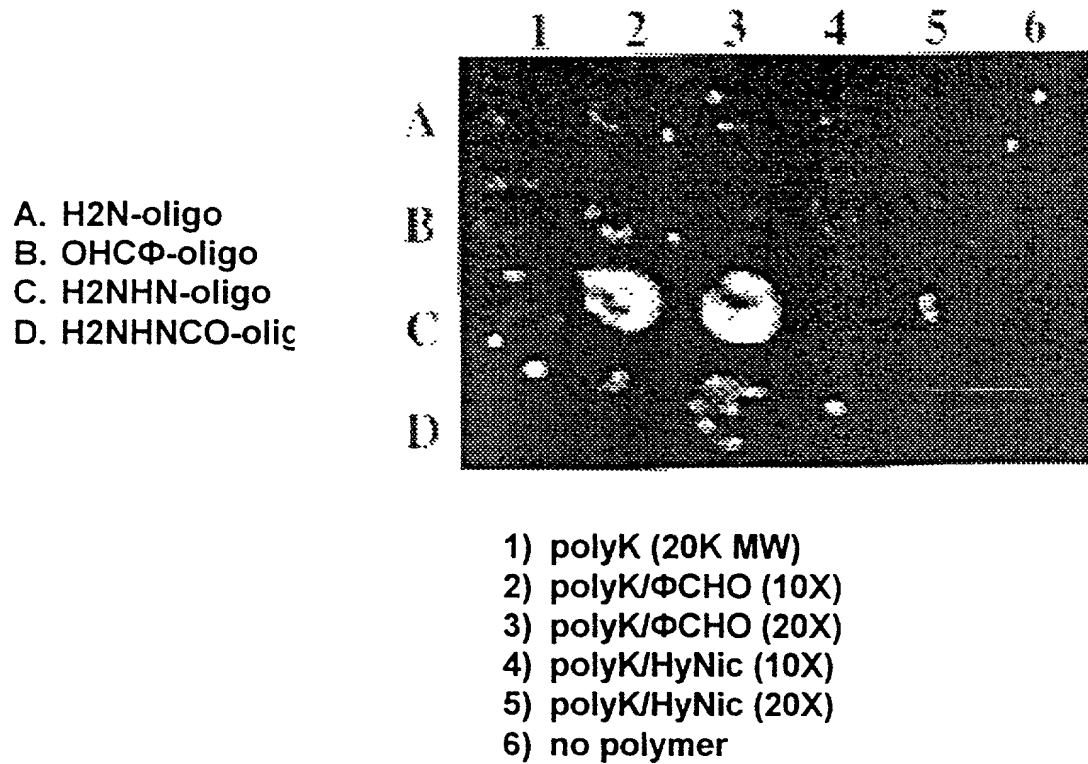 1 2 3 4 5 6
A
B
C
D
A. H2N-oligo
B. OHCΦ-oligo
C. H2NHN-oligo
D. H2NHNCO-olig
1) polyK (20K MW)
2) polyK/ΦCHO (10X)
3) polyK/ΦCHO (20X)
4) polyK/HyNic (10X)
5) polyK/HyNic (20X)
6) no polymer